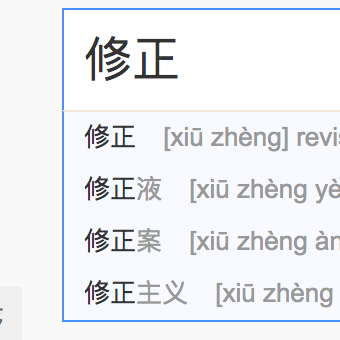 修正
修正 [xiū zhèng]
修正液 [xiū zhèng yè
修正案 [xiū zhèng àn
修正主义 [xiū zhèng